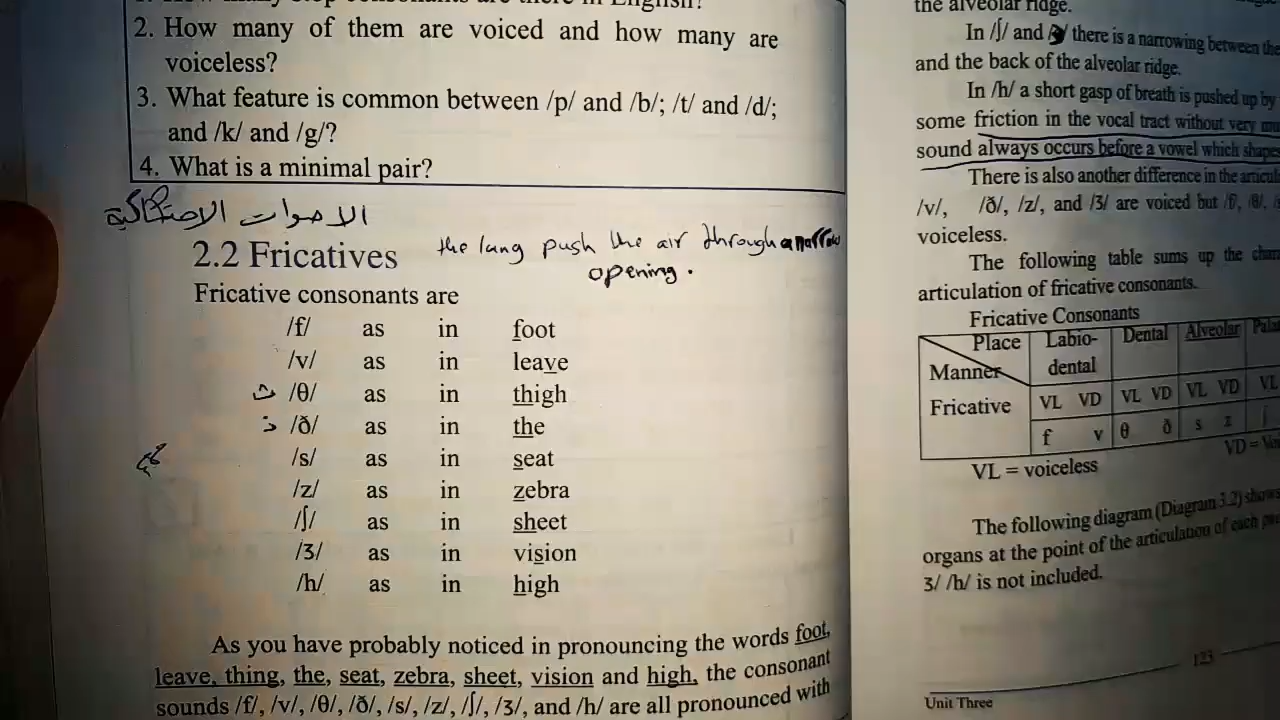 2. How many of them are voiced and how many are
voiceless?
3. What feature is common between /p/ and /b/; /t/ and /d/;
and /k/ and /g/?
4. What is a minimal pair?
الاصوات الاحتكاكية
2.2 Fricatives
the lung push the air through a narrow
opening.
Fricative consonants are
/f/ as in foot
/v/ as in leave
ث /θ/ as in thigh
ذ /ð/ as in the
/s/ as in seat
/z/ as in zebra
/ʃ/ as in sheet
/ʒ/ as in vision
/h/ as in high
As you have probably noticed in pronouncing the words foot,
leave, thing, the, seat, zebra, sheet, vision and high, the consonant
sounds /f/, /v/, /θ/, /ð/, /s/, /z/, /ʃ/, /ʒ/, and /h/ are all pronounced with
the alveolar ridge.
In /ʃ/ and there is a narrowing between the
and the back of the alveolar ridge.
In /h/ a short gasp of breath is pushed up by
some friction in the vocal tract without very
sound always occurs before a vowel which shapes
There is also another difference in the
/v/, /ð/, /z/, and /ʒ/ are voiced but /f/, /θ/,
voiceless.
The following table sums up the
articulation of fricative consonants.
Fricative Consonants
Place Labio-dental Dental Alveolar
Manner
Fricative VL VD VL VD VL VD VL
f v θ ð s z ʃ
VL = voiceless VD =
The following diagram (Diagram 3.2) shows
organs at the point of the articulation of each
ʒ/ /h/ is not included.
123
Unit Three